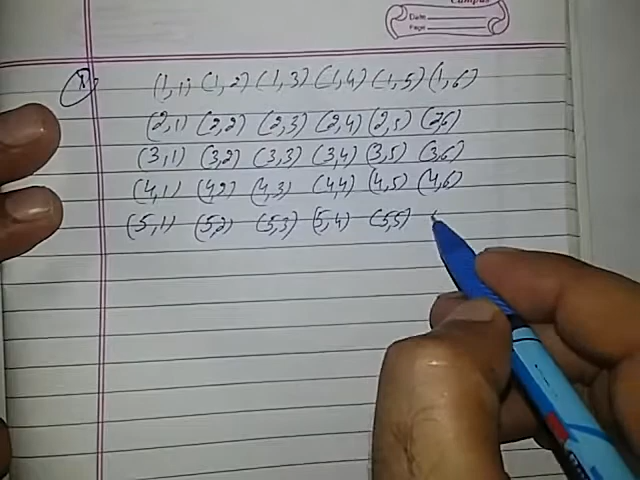 Campus
Date
Page
(1,1) (1,2) (1,3) (1,4) (1,5) (1,6)
(2,1) (2,2) (2,3) (2,4) (2,5) (2,6)
(3,1) (3,2) (3,3) (3,4) (3,5) (3,6)
(4,1) (4,2) (4,3) (4,4) (4,5) (4,6)
(5,1) (5,2) (5,3) (5,4) (5,5)